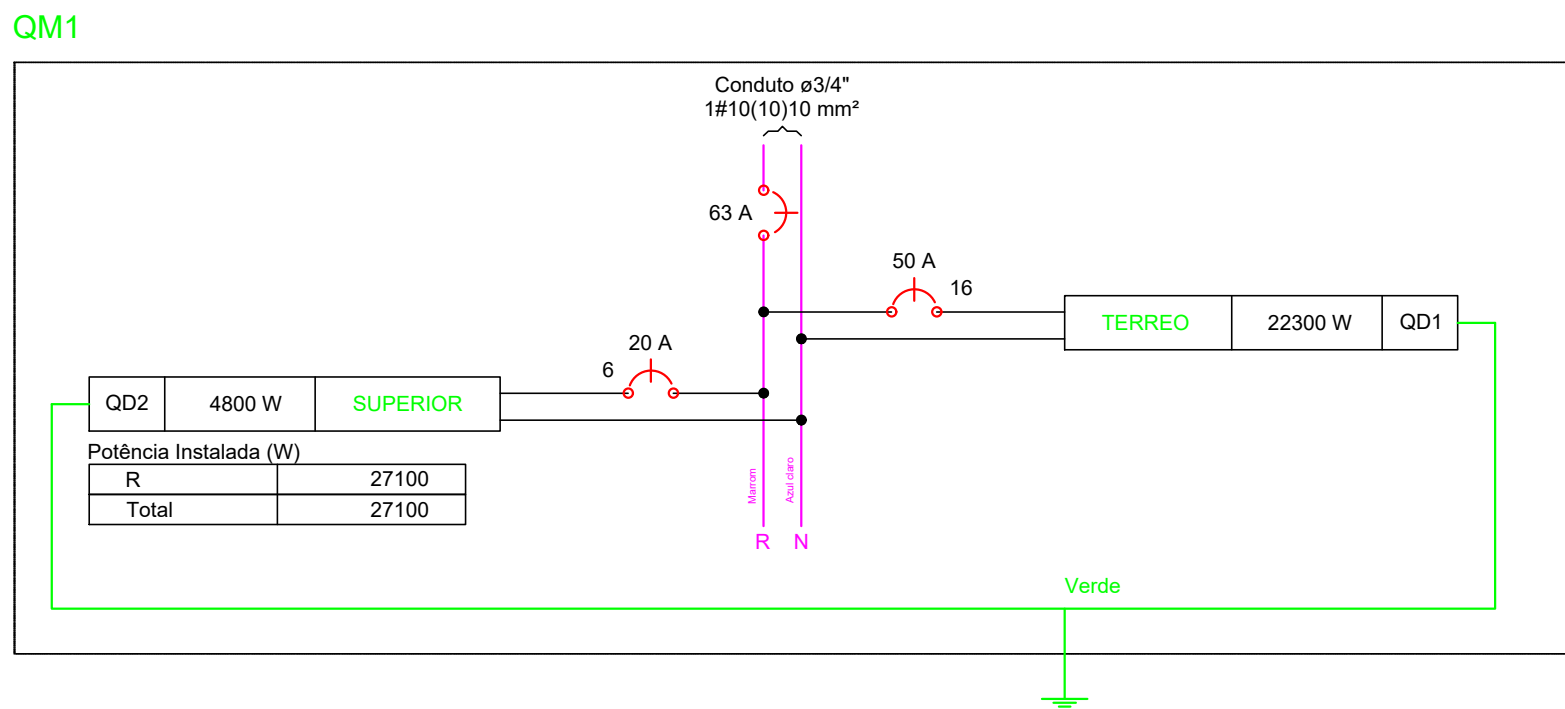 QM1
Conduto ø3/4"
1#10(10)10 mm²
63 A
50 A
16
TERREO 22300 W QD1
20 A
6
QD2 4800 W SUPERIOR
Potência Instalada (W)
R 27100
Total 27100
Marrom
Azul claro
R N
Verde